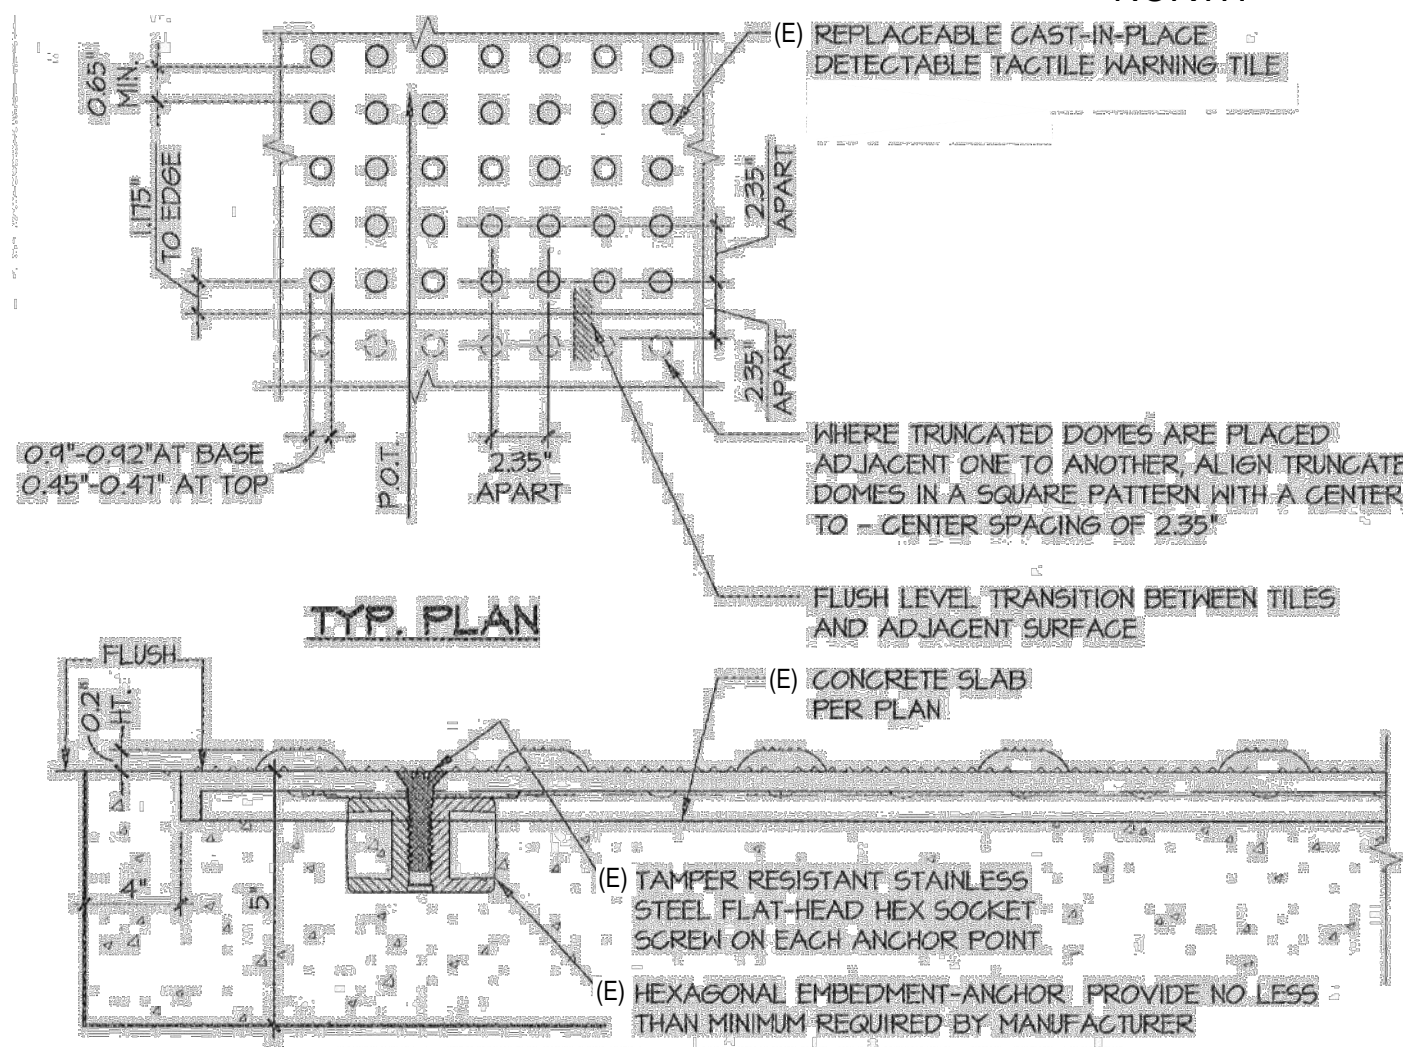 (E) REPLACEABLE CAST-IN-PLACE
DETECTABLE TACTILE WARNING TILE
0.65"
MIN.
1.175"
TO EDGE
2.35"
APART
2.35"
APART
0.9"-0.92"AT BASE
0.45"-0.47" AT TOP
P.O.T.
2.35"
APART
WHERE TRUNCATED DOMES ARE PLACED
ADJACENT ONE TO ANOTHER, ALIGN TRUNCATE
DOMES IN A SQUARE PATTERN WITH A CENTER
TO - CENTER SPACING OF 2.35"
FLUSH LEVEL TRANSITION BETWEEN TILES
AND ADJACENT SURFACE
TYP. PLAN
FLUSH
0.2"
HT.
(E) CONCRETE SLAB
PER PLAN
4"
5"
(E) TAMPER RESISTANT STAINLESS
STEEL FLAT-HEAD HEX SOCKET
SCREW ON EACH ANCHOR POINT
(E) HEXAGONAL EMBEDMENT-ANCHOR PROVIDE NO LESS
THAN MINIMUM REQUIRED BY MANUFACTURER